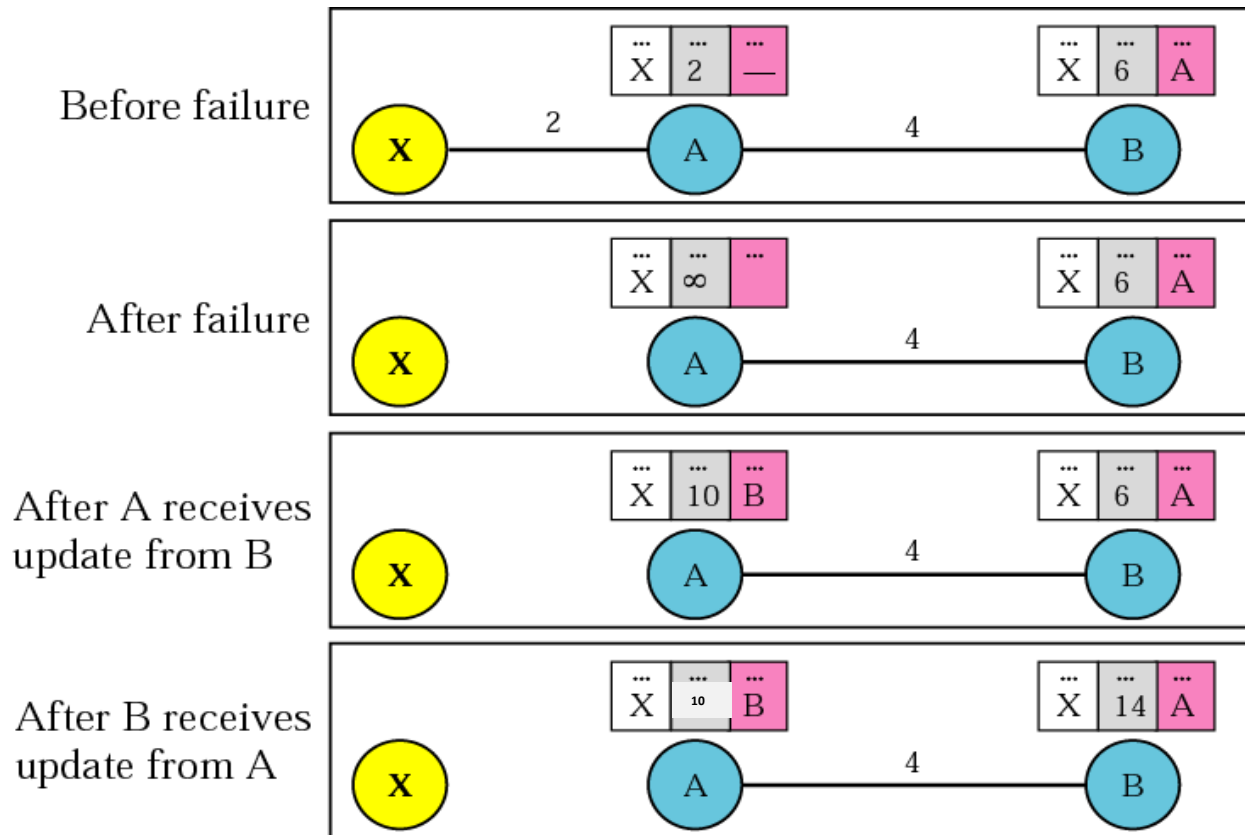 Before failure
... ... ...
X 2 —
... ... ...
X 6 A
2
4
X
A
B
After failure
... ... ...
X ∞
... ... ...
X 6 A
4
X
A
B
After A receives
update from B
... ... ...
X 10 B
... ... ...
X 6 A
4
X
A
B
After B receives
update from A
... ... ...
X 10 B
... ... ...
X 14 A
4
X
A
B